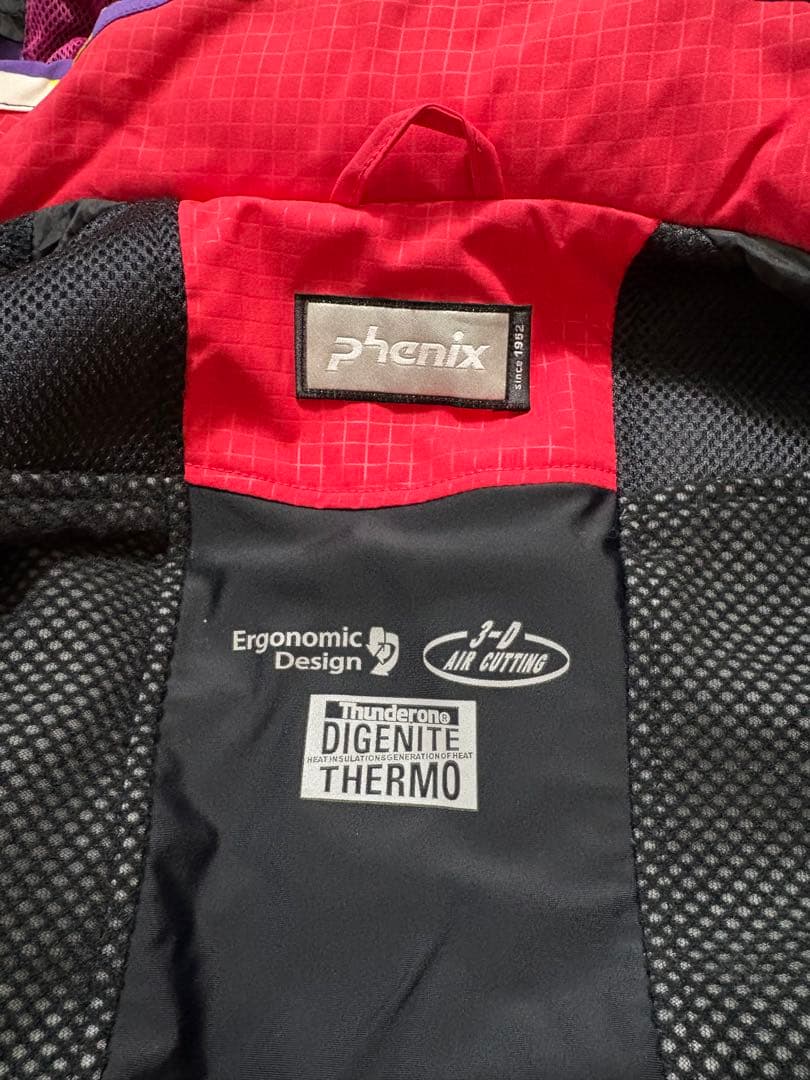 phenix
since 1952
Ergonomic
Design
3-D
AIR CUTTING
Thunderon®
DIGENITE
HEAT INSULATION&GENERATION OF HEAT
THERMO